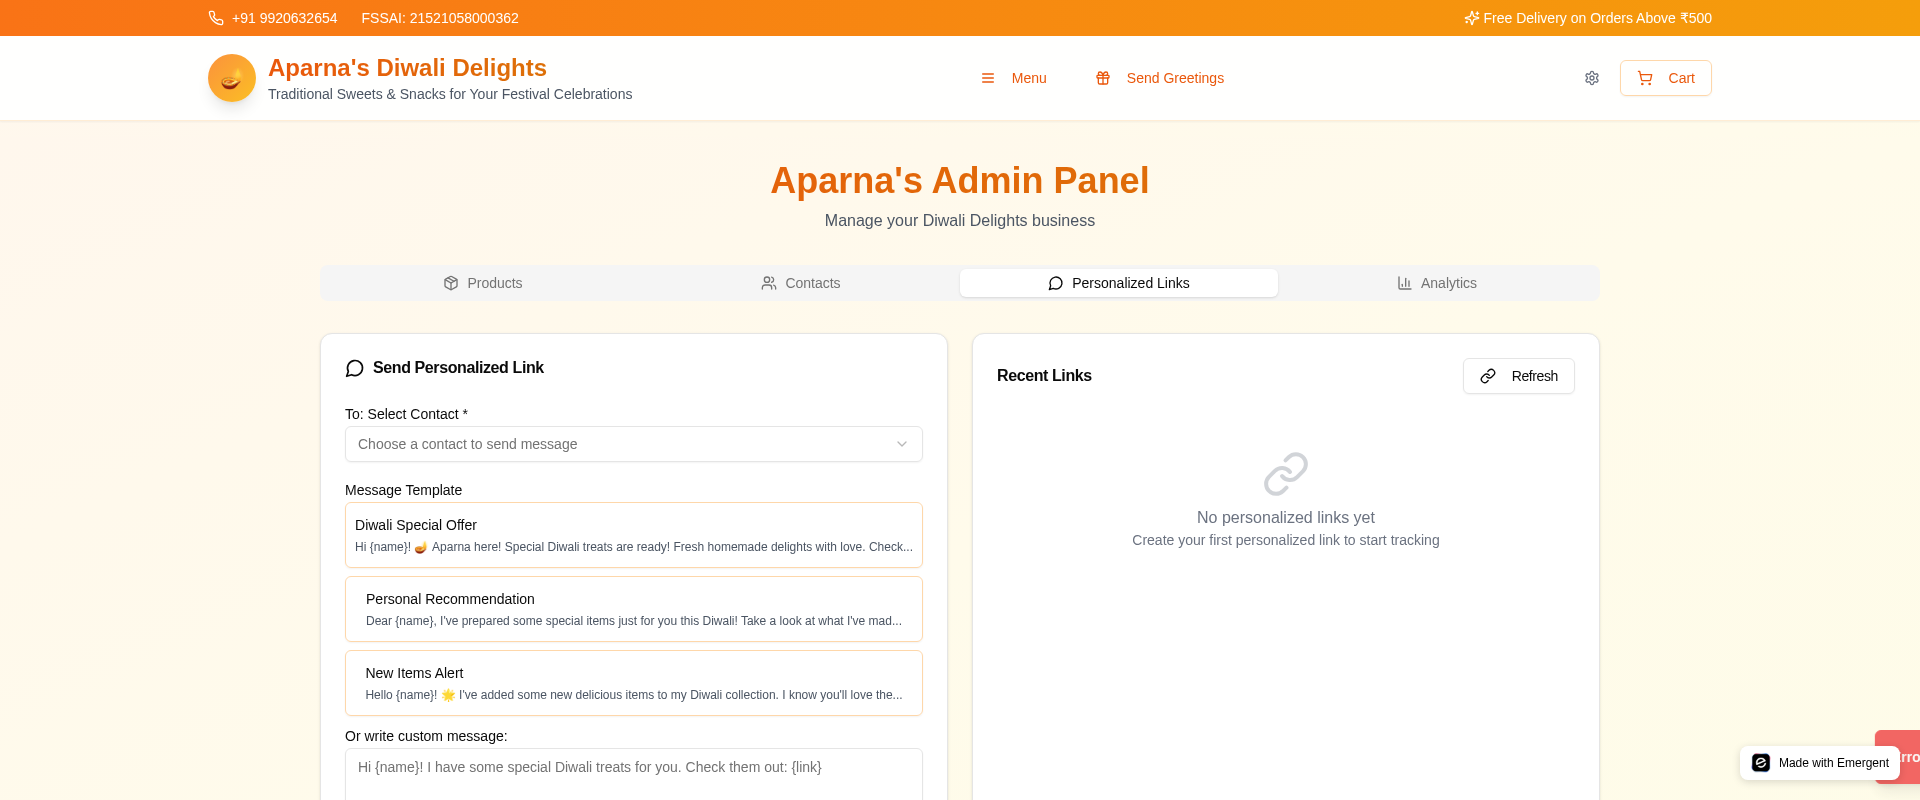 +91 9920632654
FSSAI: 21521058000362
Free Delivery on Orders Above ₹500
Aparna's Diwali Delights
Traditional Sweets & Snacks for Your Festival Celebrations
Menu
Send Greetings
Cart
Aparna's Admin Panel
Manage your Diwali Delights business
Products
Contacts
Personalized Links
Analytics
Send Personalized Link
To: Select Contact *
Choose a contact to send message
Message Template
Diwali Special Offer
Hi {name}! 🪔 Aparna here! Special Diwali treats are ready! Fresh homemade delights with love. Check...
Personal Recommendation
Dear {name}, I've prepared some special items just for you this Diwali! Take a look at what I've mad...
New Items Alert
Hello {name}! 🌟 I've added some new delicious items to my Diwali collection. I know you'll love the...
Or write custom message:
Hi {name}! I have some special Diwali treats for you. Check them out: {link}
Recent Links
Refresh
No personalized links yet
Create your first personalized link to start tracking
Made with Emergent